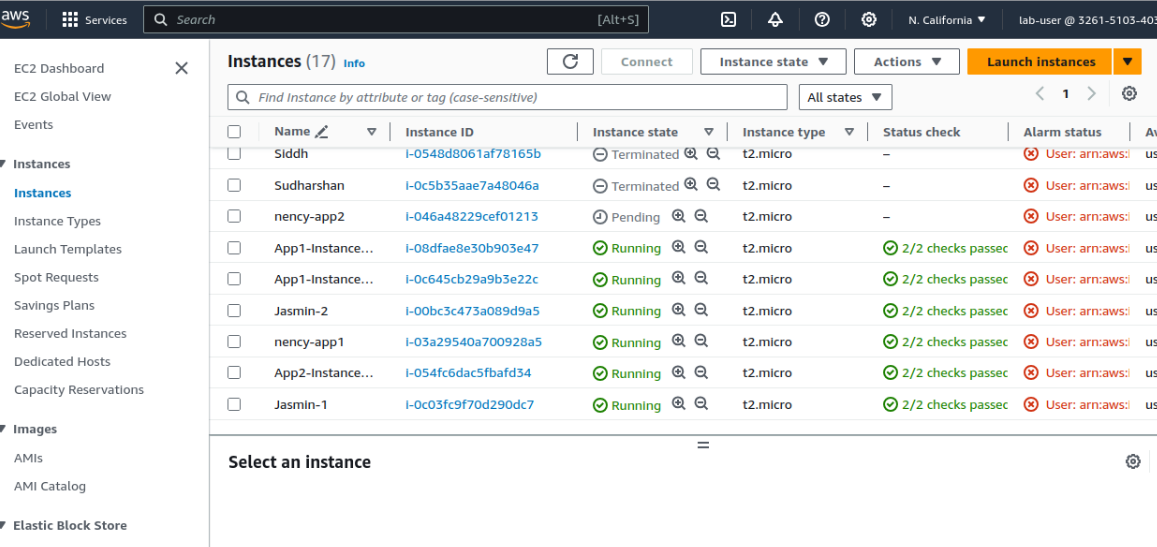 aws Services Search [Alt+S] N. California lab-user @ 3261-5103-403
EC2 Dashboard
EC2 Global View
Events
Instances
Instances
Instance Types
Launch Templates
Spot Requests
Savings Plans
Reserved Instances
Dedicated Hosts
Capacity Reservations
Images
AMIs
AMI Catalog
Elastic Block Store
Instances (17) Info Connect Instance state Actions Launch instances
Find Instance by attribute or tag (case-sensitive) All states 1
Name Instance ID Instance state Instance type Status check Alarm status Av
Siddh i-0548d8061af78165b Terminated t2.micro – User: arn:aws: us
Sudharshan i-0c5b35aae7a48046a Terminated t2.micro – User: arn:aws: us
nency-app2 i-046a48229cef01213 Pending t2.micro – User: arn:aws: us
App1-Instance... i-08dfae8e30b903e47 Running t2.micro 2/2 checks passed User: arn:aws: us
App1-Instance... i-0c645cb29a9b3e22c Running t2.micro 2/2 checks passed User: arn:aws: us
Jasmin-2 i-00bc3c473a089d9a5 Running t2.micro 2/2 checks passed User: arn:aws: us
nency-app1 i-03a29540a700928a5 Running t2.micro 2/2 checks passed User: arn:aws: us
App2-Instance... i-054fc6dac5fbafd34 Running t2.micro 2/2 checks passed User: arn:aws: us
Jasmin-1 i-0c03fc9f70d290dc7 Running t2.micro 2/2 checks passed User: arn:aws: us
Select an instance